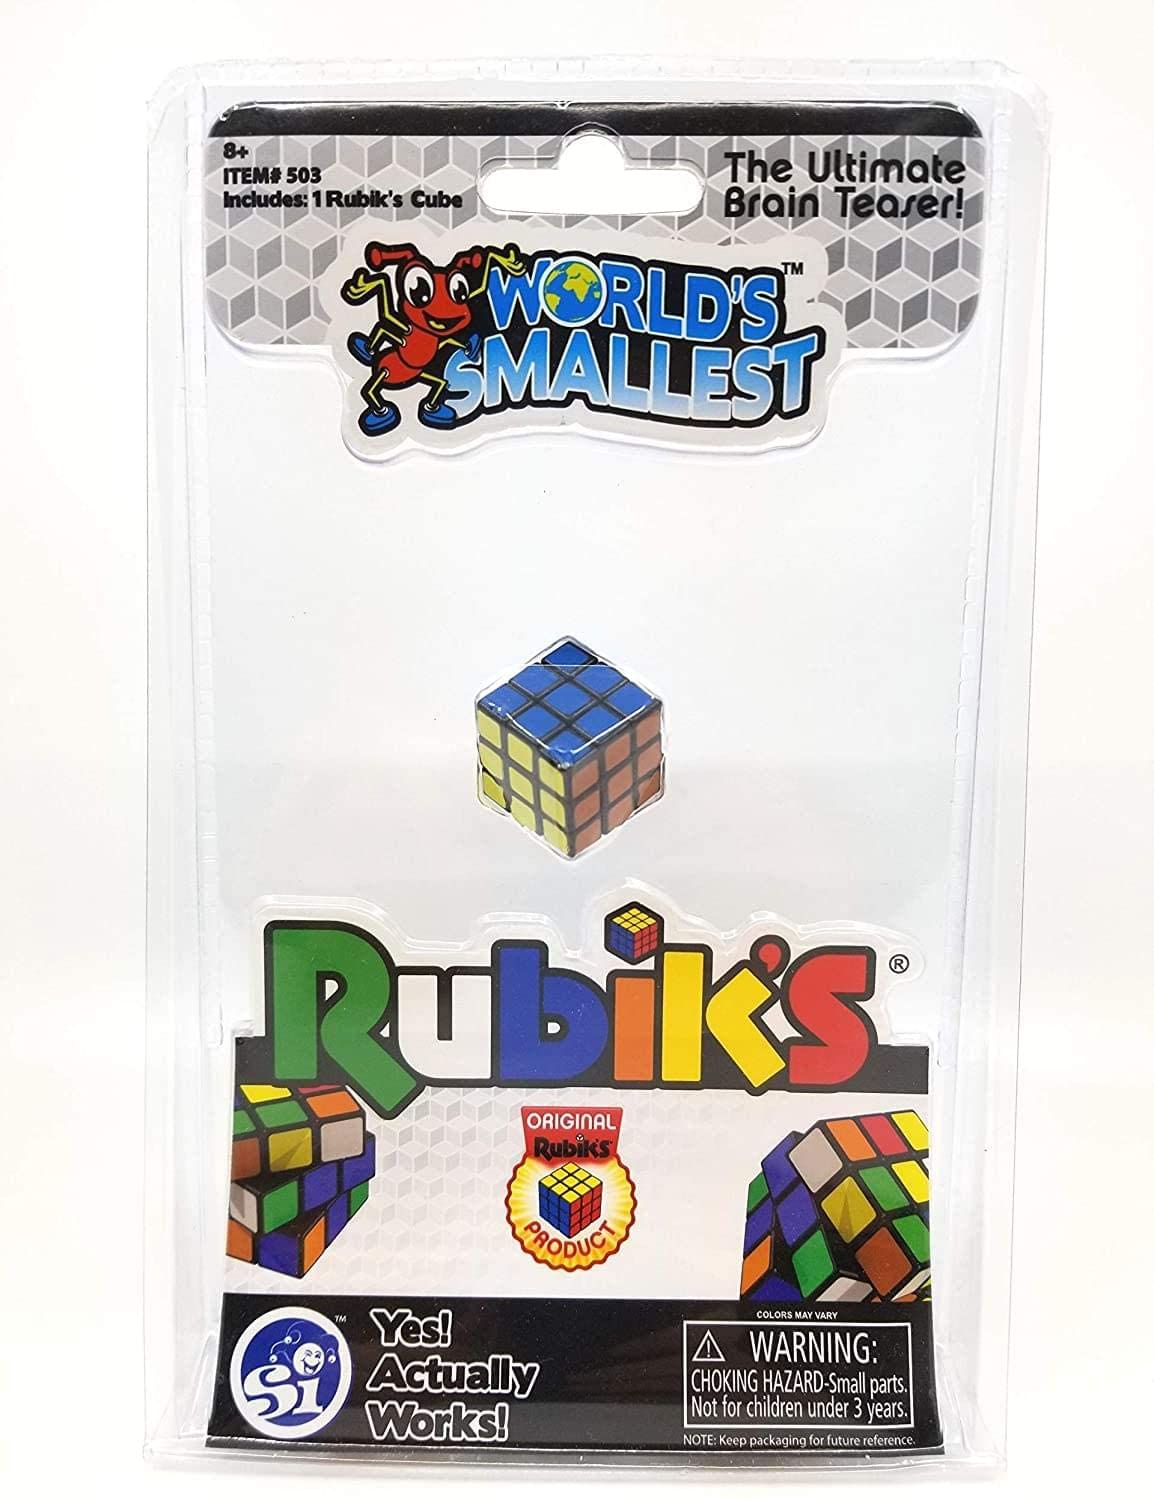 8+
ITEM# 503
Includes: 1 Rubik's Cube
The Ultimate
Brain Teaser!
WORLD'S™
SMALLEST
RUBIK'S®
ORIGINAL
RUBIK'S
PRODUCT
COLORS MAY VARY
Si™
Yes!
Actually
Works!
⚠ WARNING:
CHOKING HAZARD-Small parts.
Not for children under 3 years.
NOTE: Keep packaging for future reference.